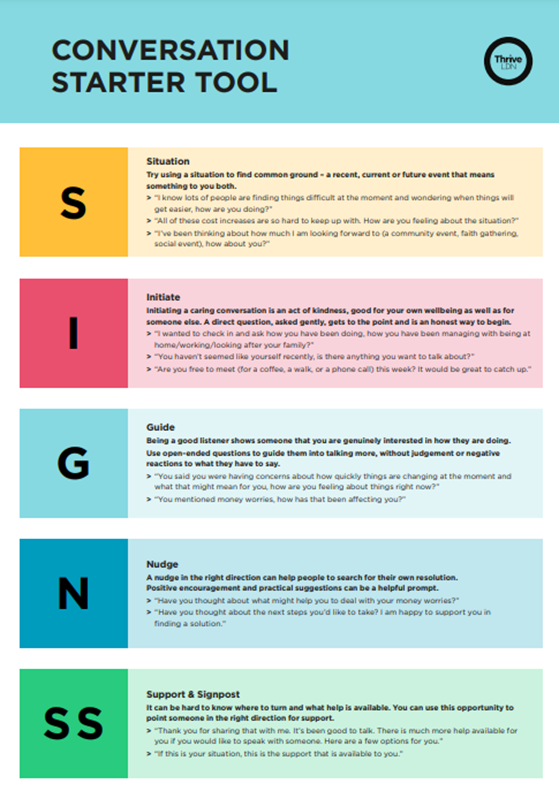 CONVERSATION
STARTER TOOL
Thrive
LDN
S
Situation
Try using a situation to find common ground – a recent, current or future event that means
something to you both.
> "I know lots of people are finding things difficult at the moment and wondering when things will
get easier, how are you doing?"
> "All of these cost increases are so hard to keep up with. How are you feeling about the situation?"
> "I've been thinking about how much I am looking forward to (a community event, faith gathering,
social event), how about you?"
I
Initiate
Initiating a caring conversation is an act of kindness, good for your own wellbeing as well as for
someone else. A direct question, asked gently, gets to the point and is an honest way to begin.
> "I wanted to check in and ask how you have been doing, how you have been managing with being at
home/working/looking after your family?"
> "You haven't seemed like yourself recently, is there anything you want to talk about?"
> "Are you free to meet (for a coffee, a walk, or a phone call) this week? It would be great to catch up."
G
Guide
Being a good listener shows someone that you are genuinely interested in how they are doing.
Use open-ended questions to guide them into talking more, without judgement or negative
reactions to what they have to say.
> "You said you were having concerns about how quickly things are changing at the moment and
what that might mean for you, how are you feeling about things right now?"
> "You mentioned money worries, how has that been affecting you?"
N
Nudge
A nudge in the right direction can help people to search for their own resolution.
Positive encouragement and practical suggestions can be a helpful prompt.
> "Have you thought about what might help you to deal with your money worries?"
> "Have you thought about the next steps you'd like to take? I am happy to support you in
finding a solution."
SS
Support & Signpost
It can be hard to know where to turn and what help is available. You can use this opportunity to
point someone in the right direction for support.
> "Thank you for sharing that with me. It's been good to talk. There is much more help available for
you if you would like to speak with someone. Here are a few options for you."
> "If this is your situation, this is the support that is available to you."